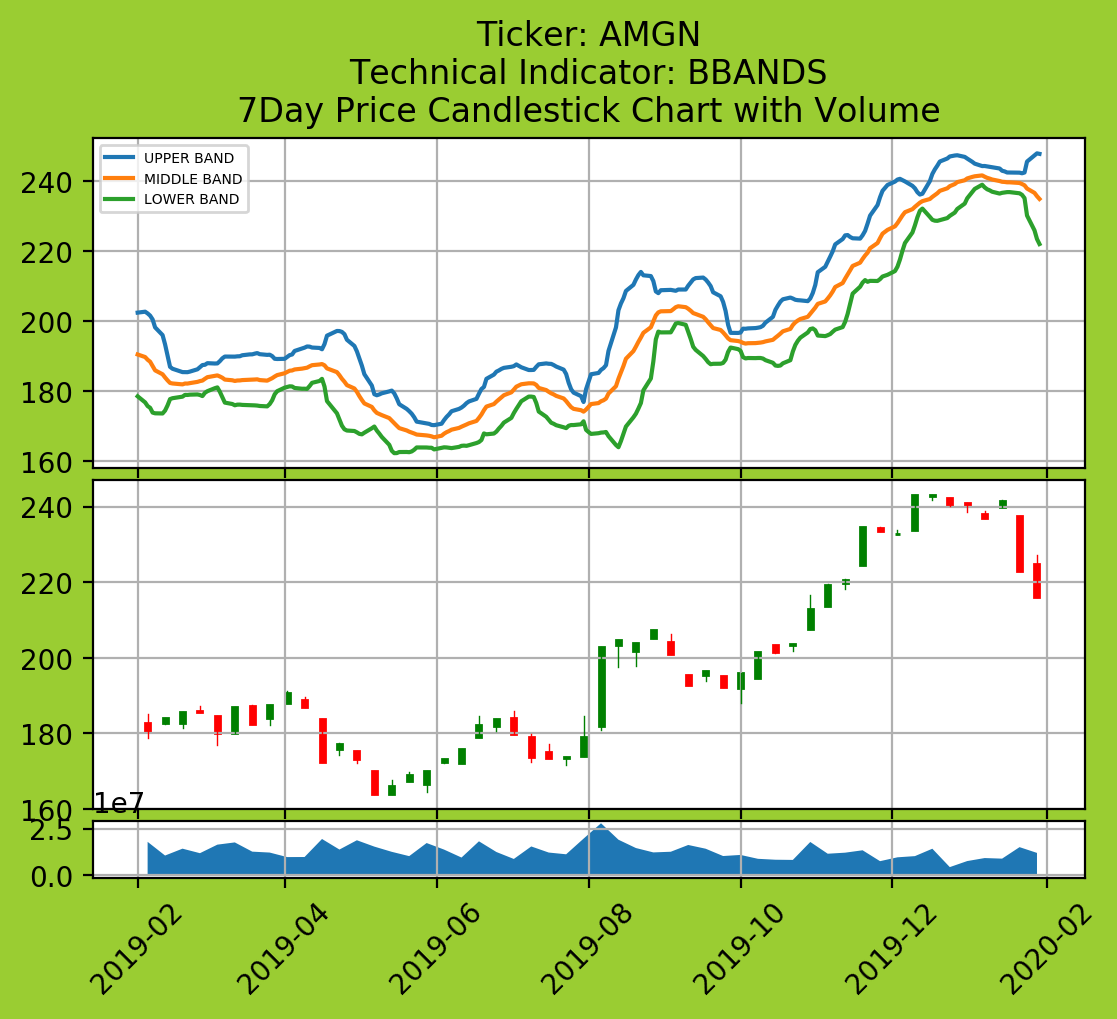 Ticker: AMGN
Technical Indicator: BBANDS
7Day Price Candlestick Chart with Volume
UPPER BAND
MIDDLE BAND
LOWER BAND
240
220
200
180
160
240
220
200
180
160
1e7
2.5
0.0
2019-02
2019-04
2019-06
2019-08
2019-10
2019-12
2020-02